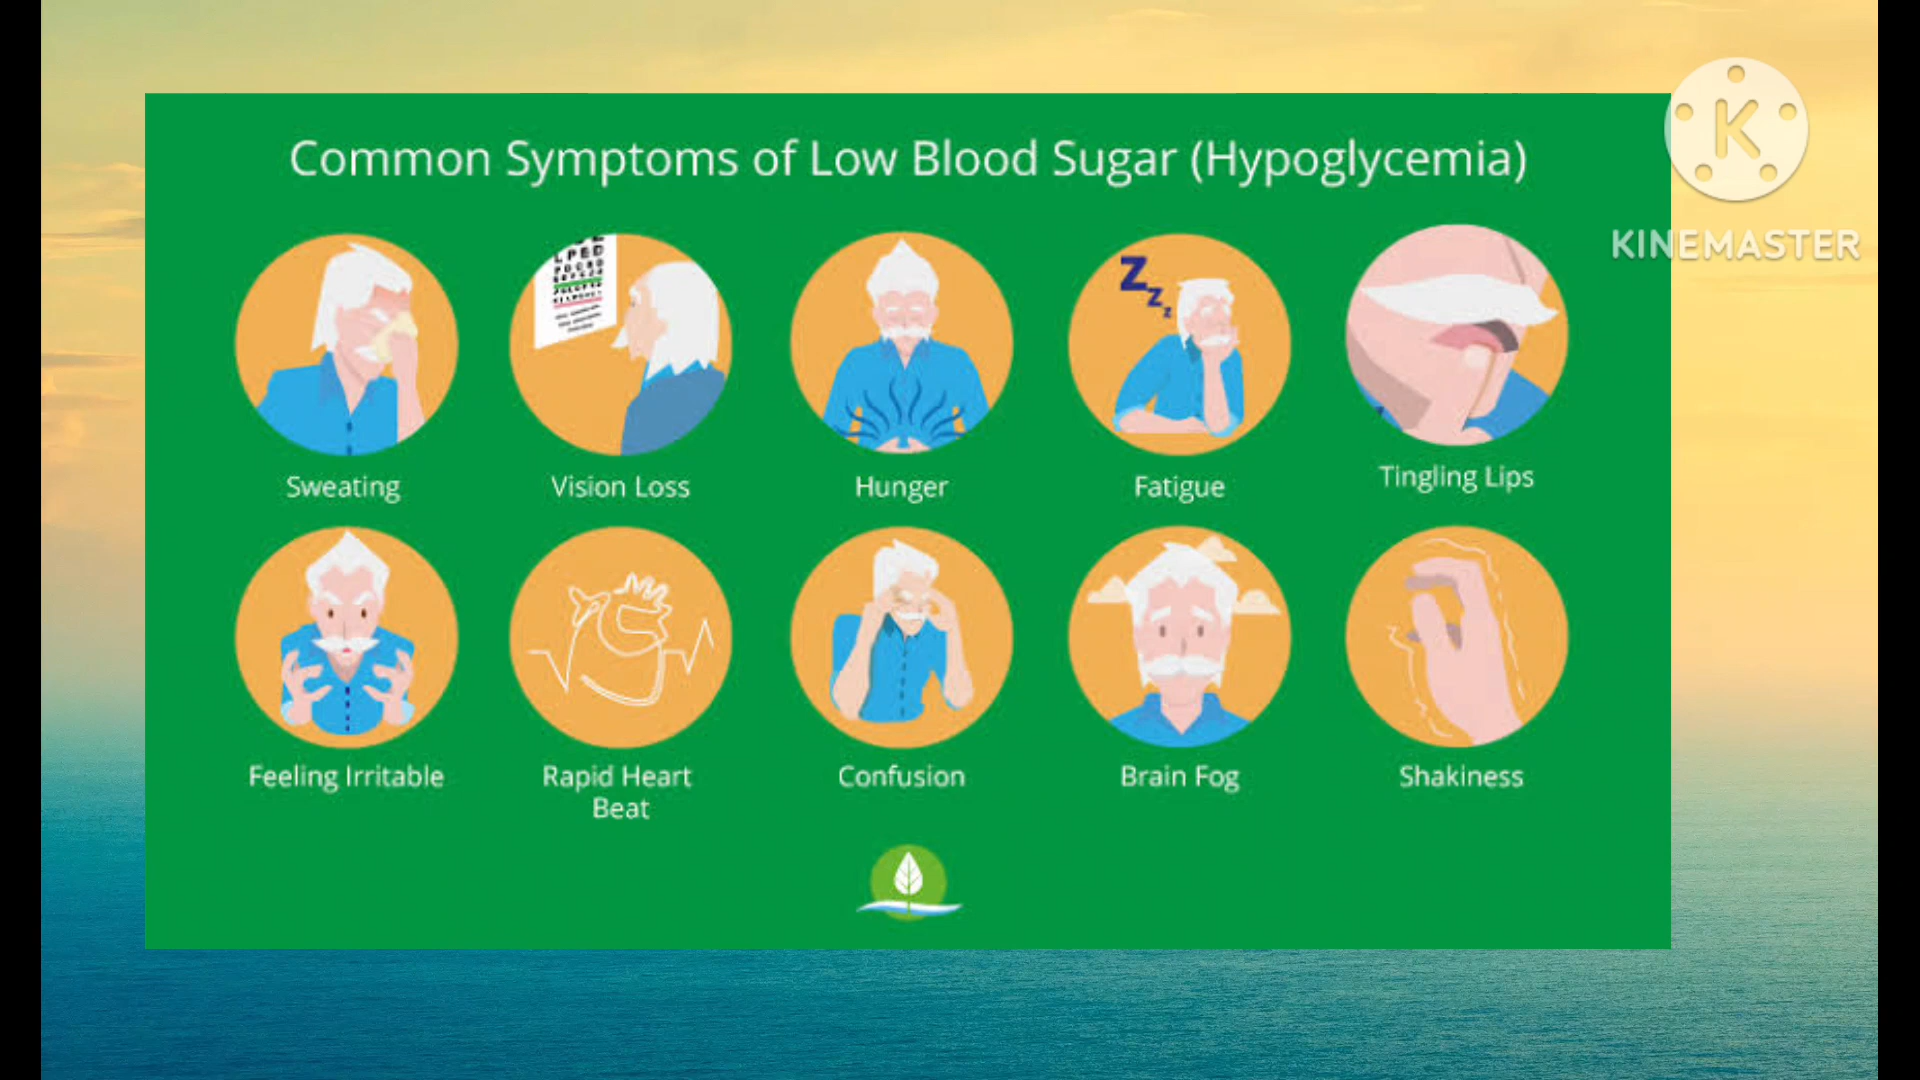 Common Symptoms of Low Blood Sugar (Hypoglycemia)
K
KINEMASTER
LPED
Z
Z
Z
Sweating
Vision Loss
Hunger
Fatigue
Tingling Lips
Feeling Irritable
Rapid Heart
Beat
Confusion
Brain Fog
Shakiness